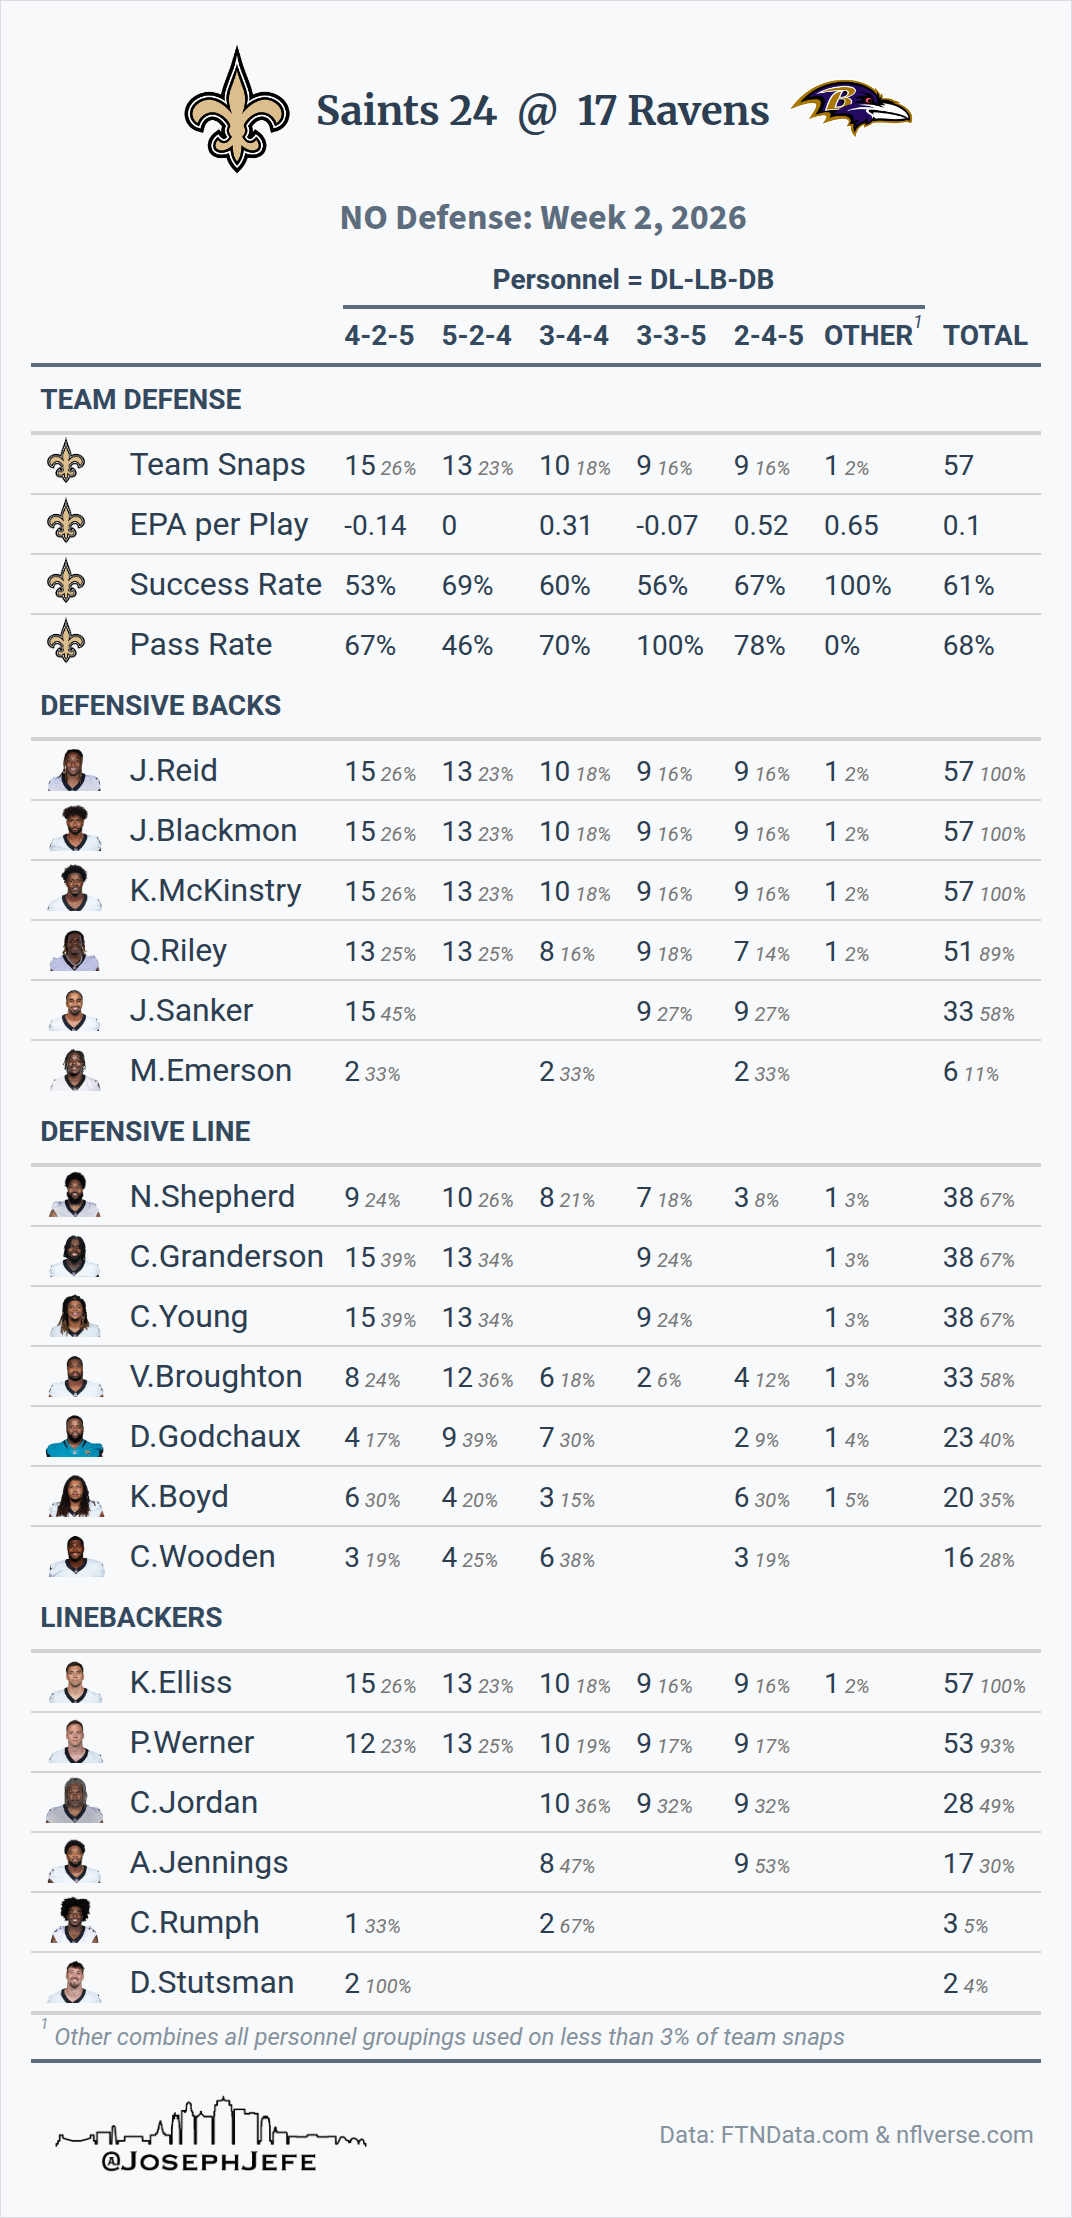 Saints 24 @ 17 Ravens
NO Defense: Week 2, 2026
Personnel = DL-LB-DB
4-2-5 5-2-4 3-4-4 3-3-5 2-4-5 OTHER1 TOTAL
TEAM DEFENSE
Team Snaps 15 26% 13 23% 10 18% 9 16% 9 16% 1 2% 57
EPA per Play -0.14 0 0.31 -0.07 0.52 0.65 0.1
Success Rate 53% 69% 60% 56% 67% 100% 61%
Pass Rate 67% 46% 70% 100% 78% 0% 68%
DEFENSIVE BACKS
J.Reid 15 26% 13 23% 10 18% 9 16% 9 16% 1 2% 57 100%
J.Blackmon 15 26% 13 23% 10 18% 9 16% 9 16% 1 2% 57 100%
K.McKinstry 15 26% 13 23% 10 18% 9 16% 9 16% 1 2% 57 100%
Q.Riley 13 25% 13 25% 8 16% 9 18% 7 14% 1 2% 51 89%
J.Sanker 15 45% 9 27% 9 27% 33 58%
M.Emerson 2 33% 2 33% 2 33% 6 11%
DEFENSIVE LINE
N.Shepherd 9 24% 10 26% 8 21% 7 18% 3 8% 1 3% 38 67%
C.Granderson 15 39% 13 34% 9 24% 1 3% 38 67%
C.Young 15 39% 13 34% 9 24% 1 3% 38 67%
V.Broughton 8 24% 12 36% 6 18% 2 6% 4 12% 1 3% 33 58%
D.Godchaux 4 17% 9 39% 7 30% 2 9% 1 4% 23 40%
K.Boyd 6 30% 4 20% 3 15% 6 30% 1 5% 20 35%
C.Wooden 3 19% 4 25% 6 38% 3 19% 16 28%
LINEBACKERS
K.Elliss 15 26% 13 23% 10 18% 9 16% 9 16% 1 2% 57 100%
P.Werner 12 23% 13 25% 10 19% 9 17% 9 17% 53 93%
C.Jordan 10 36% 9 32% 9 32% 28 49%
A.Jennings 8 47% 9 53% 17 30%
C.Rumph 1 33% 2 67% 3 5%
D.Stutsman 2 100% 2 4%
1 Other combines all personnel groupings used on less than 3% of team snaps
@JosephJefe
Data: FTNData.com & nflverse.com